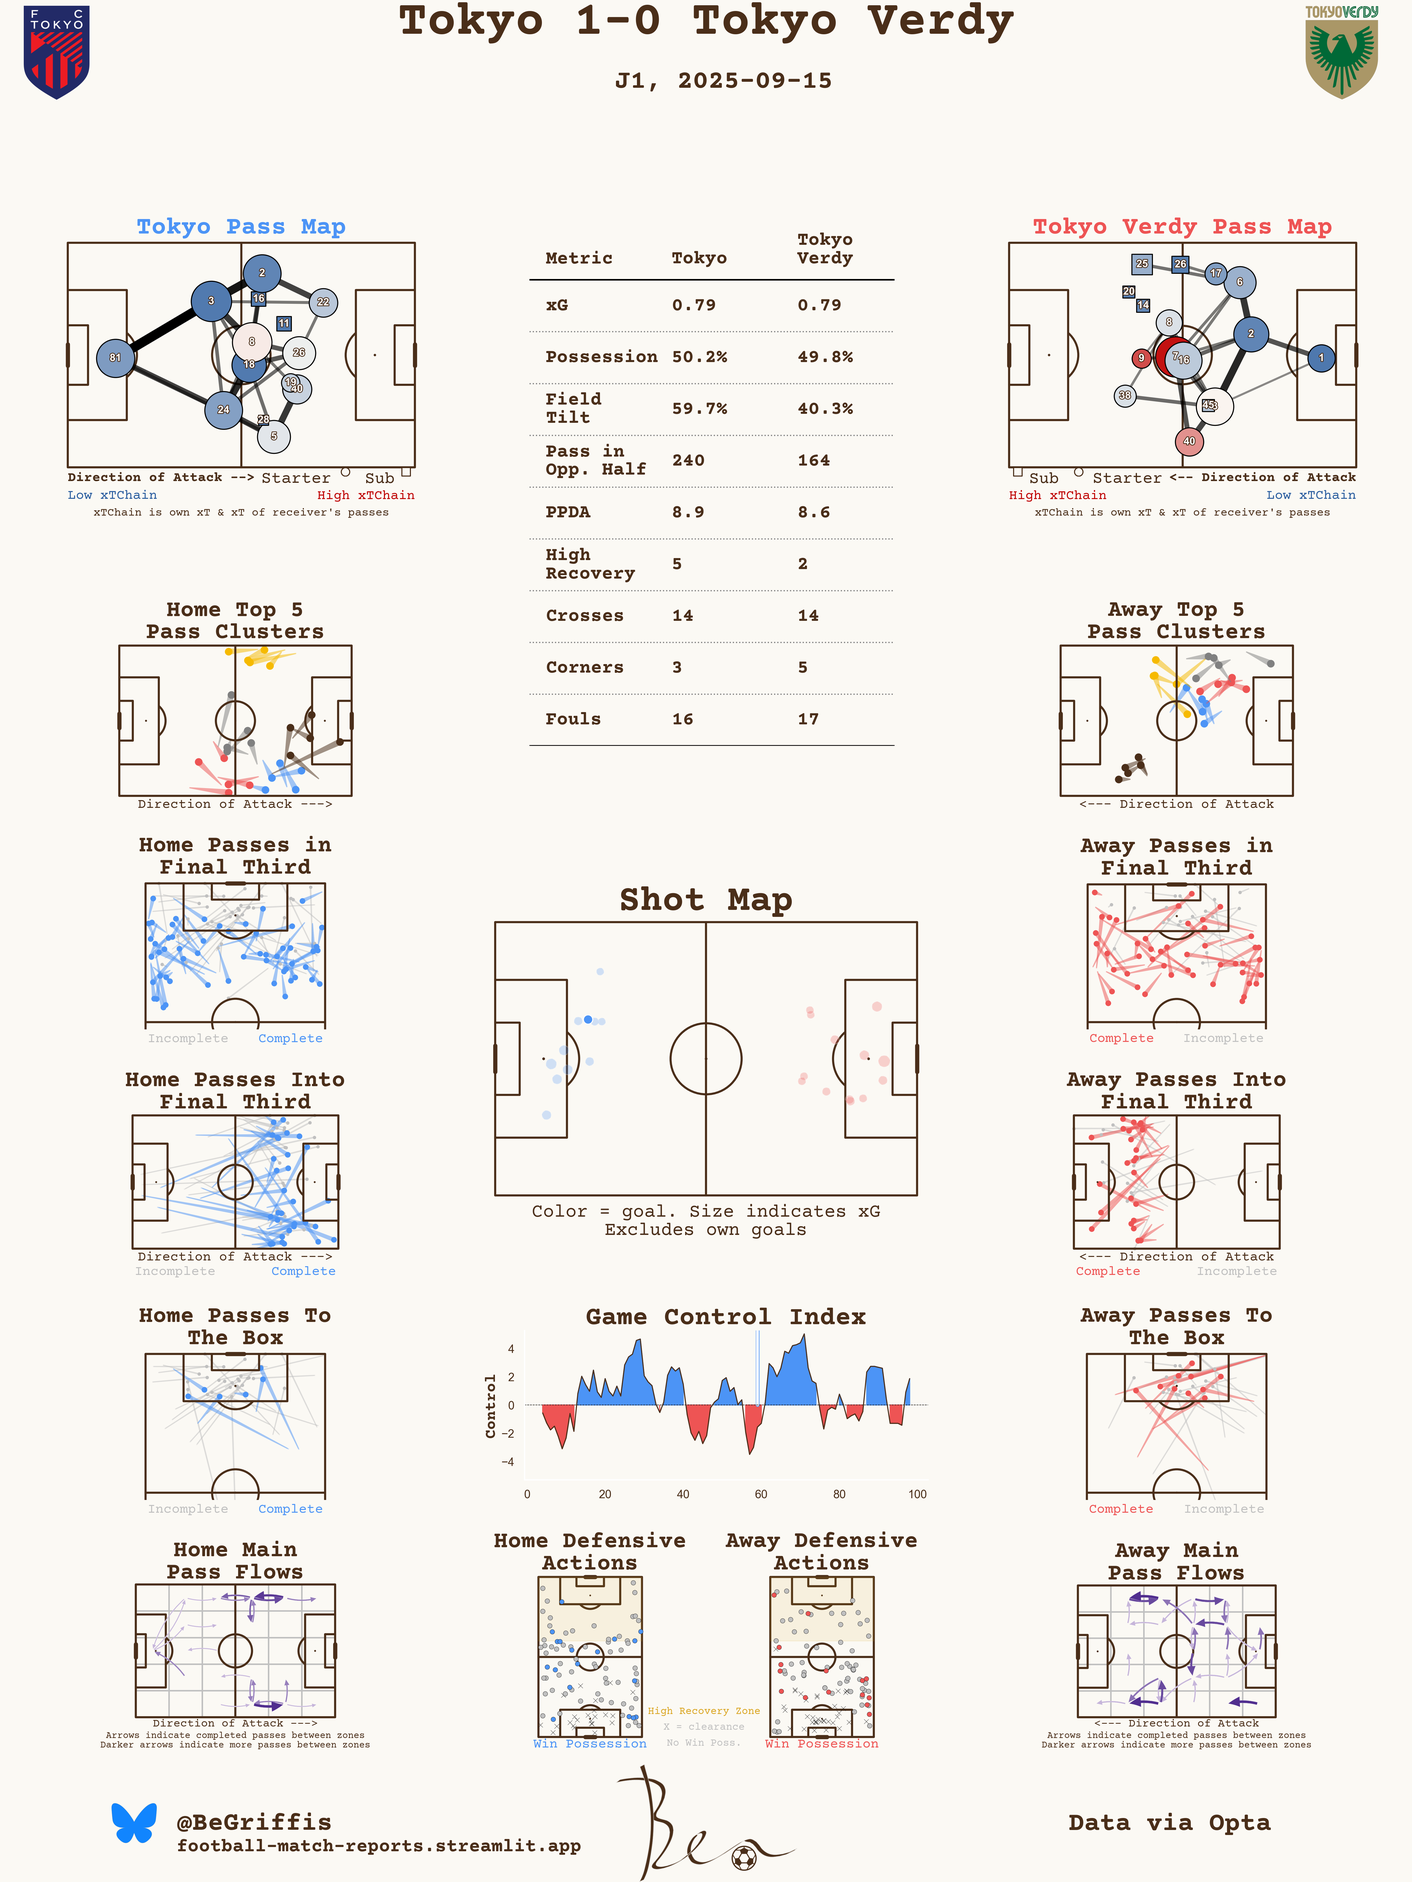 F C
TOKYO
Tokyo 1-0 Tokyo Verdy
J1, 2025-09-15
TOKYOVERDY
Tokyo Pass Map
2
3
16
22
11
8
26
81
18
19
40
24
28
5
Direction of Attack --> Starter Sub
Low xTChain High xTChain
xTChain is own xT & xT of receiver's passes
Metric Tokyo Tokyo Verdy
xG 0.79 0.79
Possession 50.2% 49.8%
Field Tilt 59.7% 40.3%
Pass in Opp. Half 240 164
PPDA 8.9 8.6
High Recovery 5 2
Crosses 14 14
Corners 3 5
Fouls 16 17
Tokyo Verdy Pass Map
25
26
17
6
20
14
8
2
9
7
16
1
38
45
3
40
Sub Starter <-- Direction of Attack
High xTChain Low xTChain
xTChain is own xT & xT of receiver's passes
Home Top 5
Pass Clusters
Direction of Attack --->
Away Top 5
Pass Clusters
<--- Direction of Attack
Home Passes in
Final Third
Incomplete Complete
Shot Map
Color = goal. Size indicates xG
Excludes own goals
Away Passes in
Final Third
Complete Incomplete
Home Passes Into
Final Third
Direction of Attack --->
Incomplete Complete
Away Passes Into
Final Third
<--- Direction of Attack
Complete Incomplete
Home Passes To
The Box
Incomplete Complete
Game Control Index
Control
4
2
0
−2
−4
0 20 40 60 80 100
Away Passes To
The Box
Complete Incomplete
Home Main
Pass Flows
Direction of Attack --->
Arrows indicate completed passes between zones
Darker arrows indicate more passes between zones
Home Defensive
Actions
Win Possession
High Recovery Zone
X = clearance
No Win Poss.
Away Defensive
Actions
Win Possession
Away Main
Pass Flows
<--- Direction of Attack
Arrows indicate completed passes between zones
Darker arrows indicate more passes between zones
@BeGriffis
football-match-reports.streamlit.app
Ben
Data via Opta